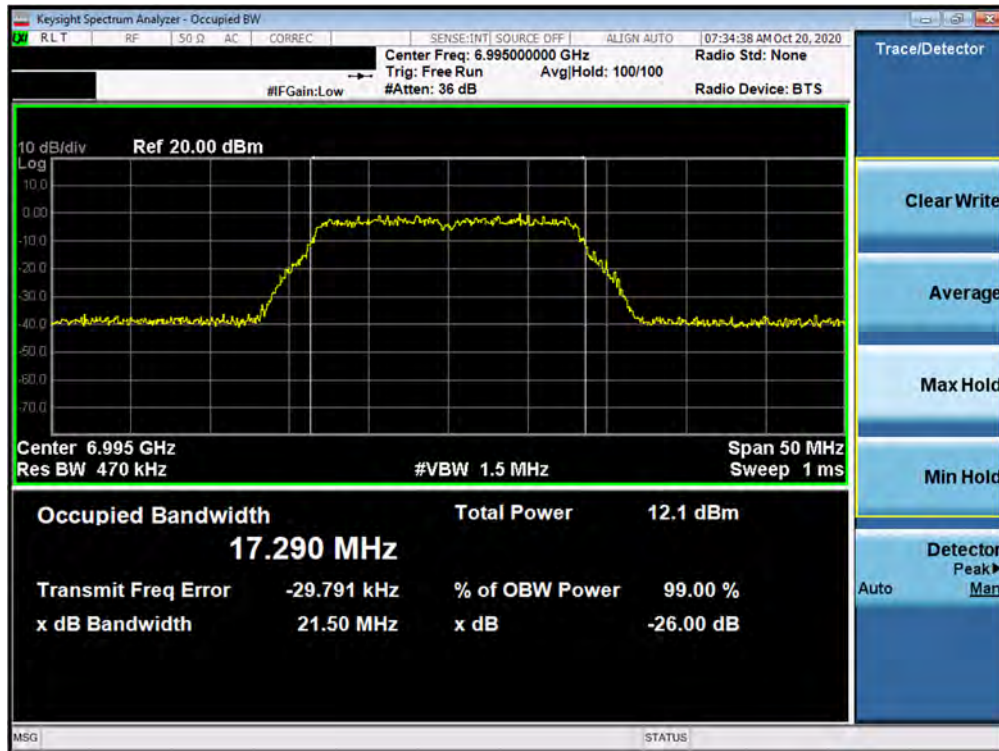 Keysight Spectrum Analyzer - Occupied BW
LXI RLT RF 50 Ω AC CORREC SENSE:INT SOURCE OFF ALIGN AUTO 07:34:38 AM Oct 20, 2020
Center Freq: 6.995000000 GHz Radio Std: None
Trig: Free Run Avg|Hold: 100/100
#IFGain:Low #Atten: 36 dB Radio Device: BTS
10 dB/div Ref 20.00 dBm
Log
10.0
0.00
-10.0
-20.0
-30.0
-40.0
-50.0
-60.0
-70.0
Center 6.995 GHz Span 50 MHz
Res BW 470 kHz #VBW 1.5 MHz Sweep 1 ms
Occupied Bandwidth Total Power 12.1 dBm
17.290 MHz
Transmit Freq Error -29.791 kHz % of OBW Power 99.00 %
x dB Bandwidth 21.50 MHz x dB -26.00 dB
Trace/Detector
Clear Write
Average
Max Hold
Min Hold
Detector
Peak
Auto Man
MSG STATUS